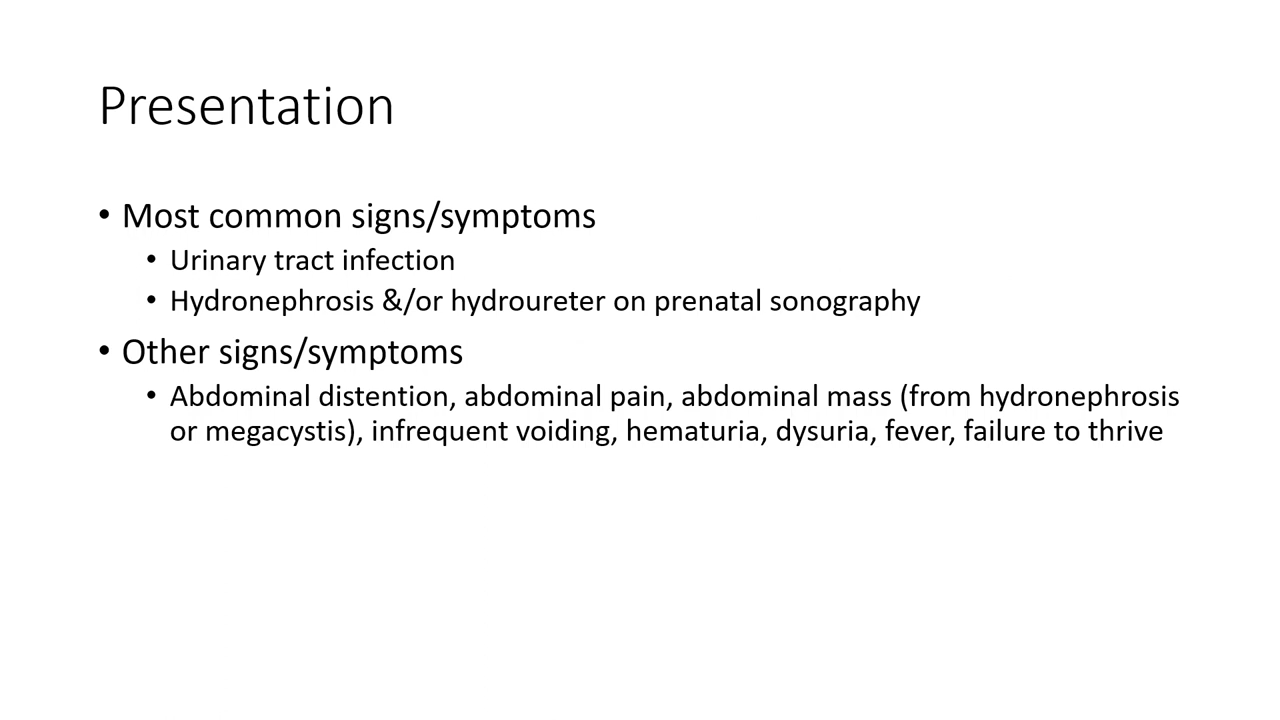 Presentation
• Most common signs/symptoms
• Urinary tract infection
• Hydronephrosis &/or hydroureter on prenatal sonography
• Other signs/symptoms
• Abdominal distention, abdominal pain, abdominal mass (from hydronephrosis
or megacystis), infrequent voiding, hematuria, dysuria, fever, failure to thrive